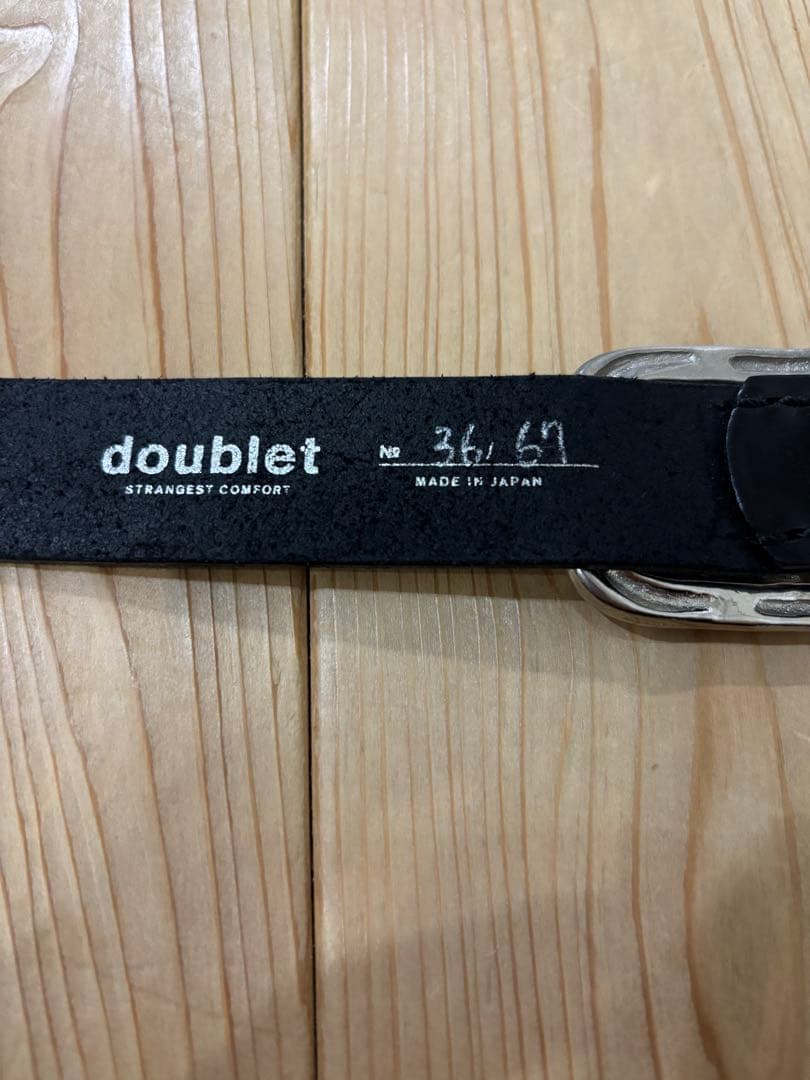 doublet
STRANGEST COMFORT
№ 36, 67
MADE IN JAPAN